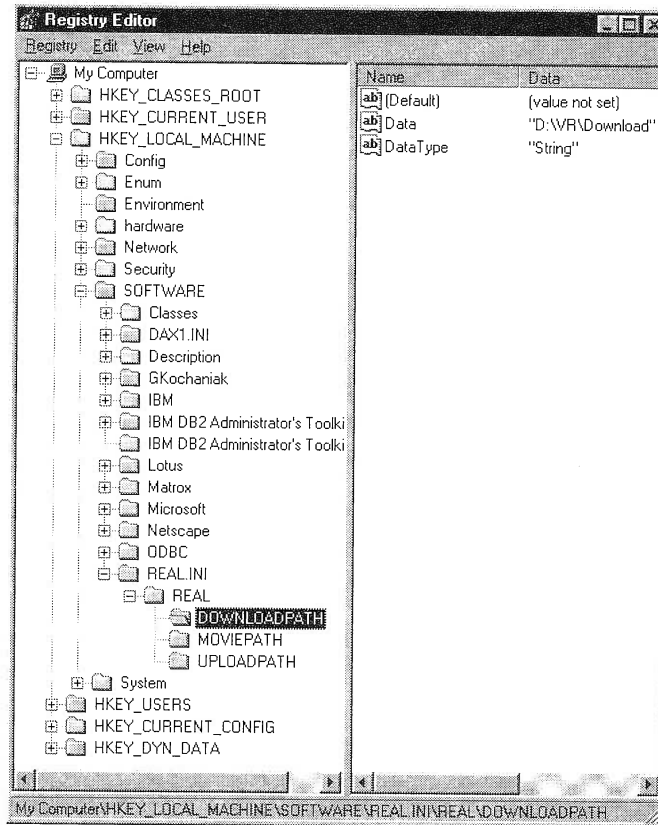 Registry Editor
Registry Edit View Help
My Computer
HKEY_CLASSES_ROOT
HKEY_CURRENT_USER
HKEY_LOCAL_MACHINE
Config
Enum
Environment
hardware
Network
Security
SOFTWARE
Classes
DAX1.INI
Description
GKochaniak
IBM
IBM DB2 Administrator's Toolki
IBM DB2 Administrator's Toolki
Lotus
Matrox
Microsoft
Netscape
ODBC
REAL.INI
REAL
DOWNLOADPATH
MOVIEPATH
UPLOADPATH
System
HKEY_USERS
HKEY_CURRENT_CONFIG
HKEY_DYN_DATA
Name Data
ab (Default) (value not set)
ab Data "D:\VR\Download"
ab DataType "String"
My Computer\HKEY_LOCAL_MACHINE\SOFTWARE\REAL.INI\REAL\DOWNLOADPATH